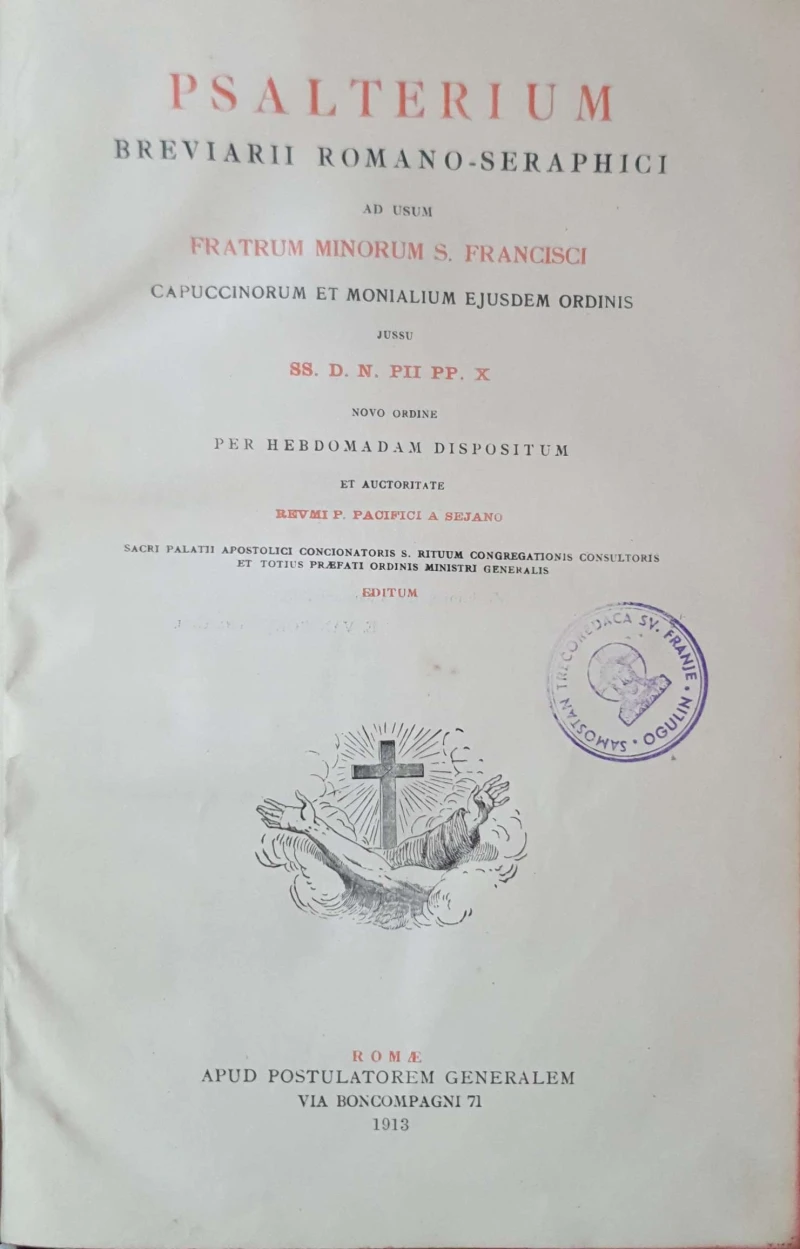 PSALTERIUM
BREVIARII ROMANO-SERAPHICI
AD USUM
FRATRUM MINORUM S. FRANCISCI
CAPUCCINORUM ET MONIALIUM EJUSDEM ORDINIS
JUSSU
SS. D. N. PII PP. X
NOVO ORDINE
PER HEBDOMADAM DISPOSITUM
ET AUCTORITATE
REVMI P. PACIFICI A SEJANO
SACRI PALATII APOSTOLICI CONCIONATORIS S. RITUUM CONGREGATIONIS CONSULTORIS
ET TOTIUS PRÆFATI ORDINIS MINISTRI GENERALIS
EDITUM
SAMOSTAN TREĆOREDACA SV. FRANJE • OGULIN •
ROMÆ
APUD POSTULATOREM GENERALEM
VIA BONCOMPAGNI 71
1913